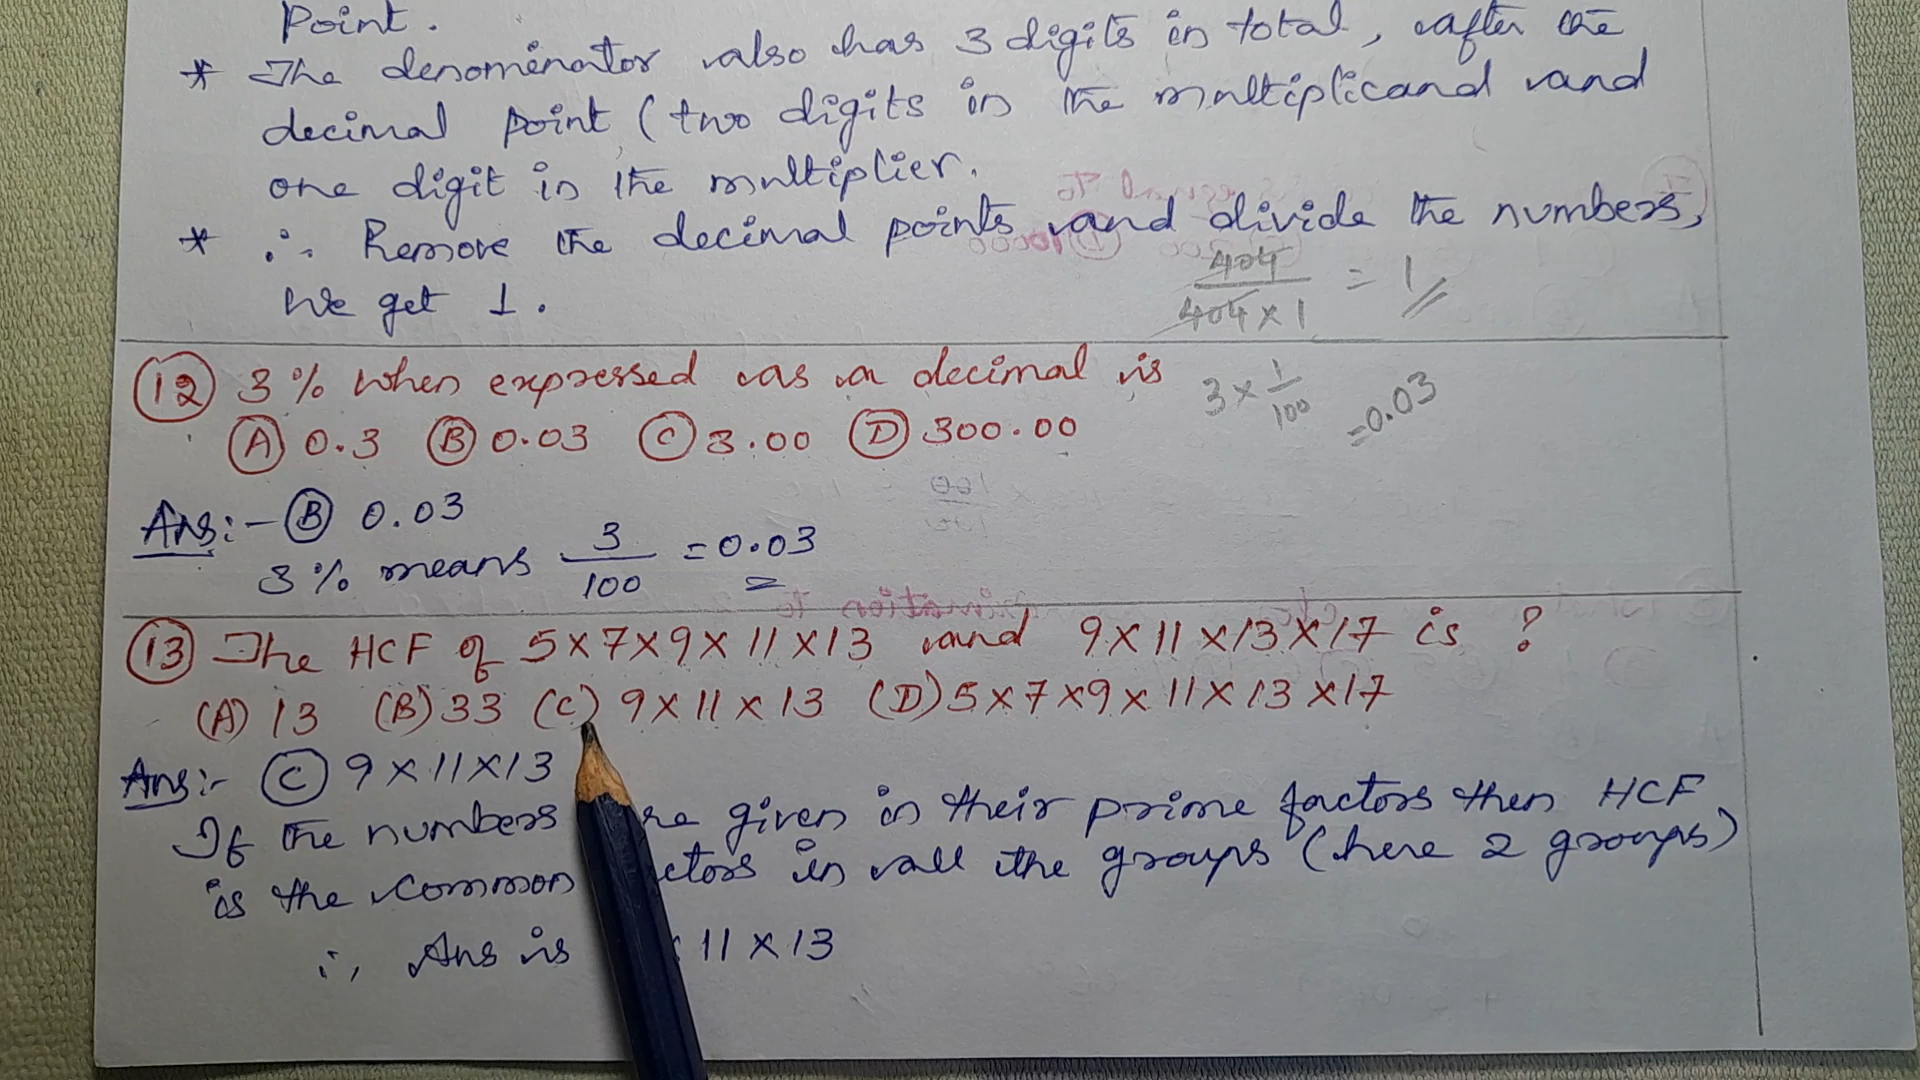 Point.
* The denominator also has 3 digits in total, after the
decimal point (two digits in the multiplicand and
one digit in the multiplier.
* ∴ Remove the decimal points and divide the numbers,
We get 1.
404/404×1 = 1
(12) 3% when expressed as a decimal is
3 × 1/100 = 0.03
(A) 0.3 (B) 0.03 (C) 3.00 (D) 300.00
Ans:- (B) 0.03
3% means 3/100 = 0.03
(13) The HCF of 5×7×9×11×13 and 9×11×13×17 is ?
(A) 13 (B) 33 (C) 9×11×13 (D) 5×7×9×11×13×17
Ans:- (C) 9×11×13
If the numbers are given in their prime factors then HCF
is the common factors in all the groups (here 2 groups)
∴ Ans is 11×13